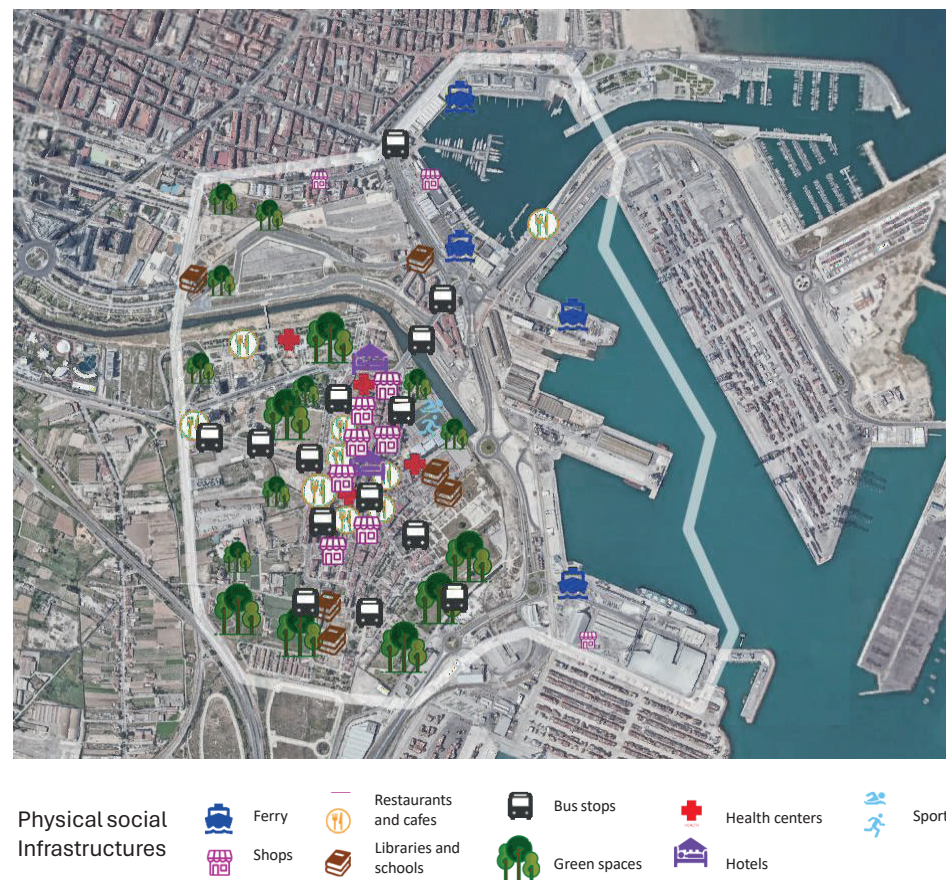 Physical social
Infrastructures
Ferry
Shops
Restaurants
and cafes
Libraries and
schools
Bus stops
Green spaces
Health centers
Hotels
Sport